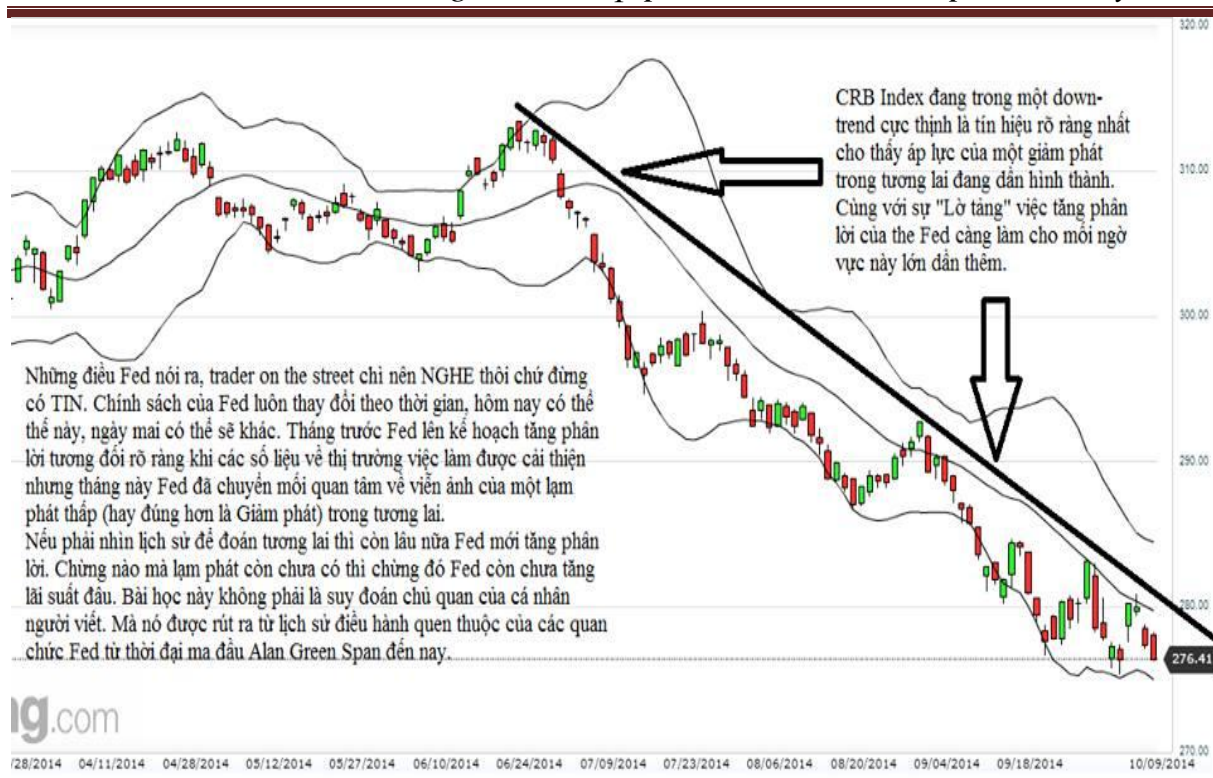 320.00
CRB Index đang trong một down-
trend cực thịnh là tín hiệu rõ ràng nhất
cho thấy áp lực của một giảm phát
trong tương lai đang dần hình thành.
Cùng với sự "Lờ tảng" việc tăng phân
lời của the Fed càng làm cho mối ngờ
vực này lớn dần thêm.
310.00
300.00
Những điều Fed nói ra, trader on the street chỉ nên NGHE thôi chứ đừng
có TIN. Chính sách của Fed luôn thay đổi theo thời gian, hôm nay có thể
thế này, ngày mai có thể sẽ khác. Tháng trước Fed lên kế hoạch tăng phân
lời tương đối rõ ràng khi các số liệu về thị trường việc làm được cải thiện
nhưng tháng này Fed đã chuyển mối quan tâm về viễn ảnh của một lạm
phát thấp (hay đúng hơn là Giảm phát) trong tương lai.
Nếu phải nhìn lịch sử để đoán tương lai thì còn lâu nữa Fed mới tăng phân
lời. Chừng nào mà lạm phát còn chưa có thì chừng đó Fed còn chưa tăng
lãi suất đâu. Bài học này không phải là suy đoán chủ quan của cá nhân
người viết. Mà nó được rút ra từ lịch sử điều hành quen thuộc của các quan
chức Fed từ thời đại ma đầu Alan Green Span đến nay.
290.00
280.00
276.41
270.00
g.com
/28/2014 04/11/2014 04/28/2014 05/12/2014 05/27/2014 06/10/2014 06/24/2014 07/09/2014 07/23/2014 08/06/2014 08/20/2014 09/04/2014 09/18/2014 10/09/2014